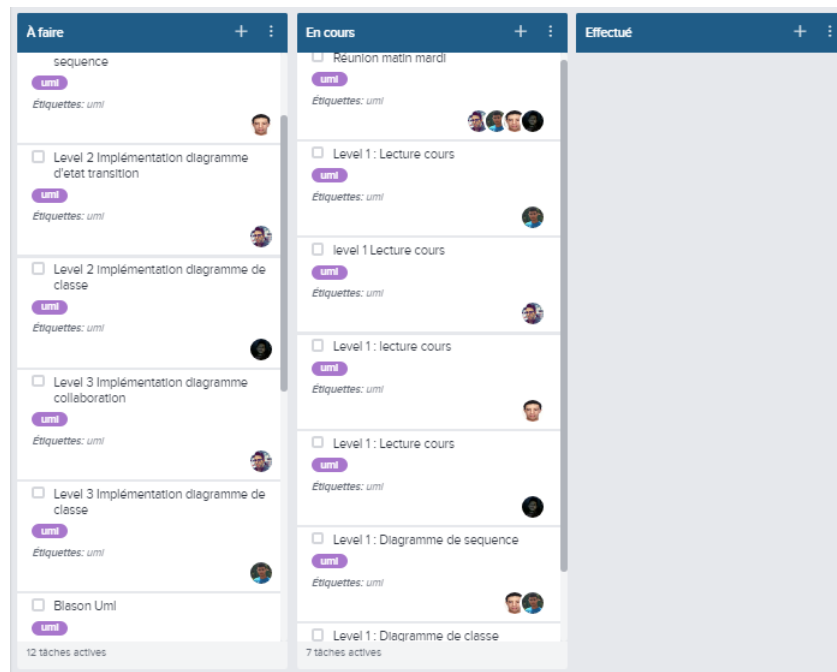 À faire
sequence
uml
Étiquettes: uml
Level 2 Implémentation diagramme
d'etat transition
uml
Étiquettes: uml
Level 2 Implémentation diagramme de
classe
uml
Étiquettes: uml
Level 3 Implémentation diagramme
collaboration
uml
Étiquettes: uml
Level 3 Implémentation diagramme de
classe
uml
Étiquettes: uml
Blason Uml
uml
12 tâches actives
En cours
Réunion matin mardi
uml
Étiquettes: uml
Level 1 : Lecture cours
uml
Étiquettes: uml
level 1 Lecture cours
uml
Étiquettes: uml
Level 1 : lecture cours
uml
Étiquettes: uml
Level 1 : Lecture cours
uml
Étiquettes: uml
Level 1 : Diagramme de sequence
uml
Étiquettes: uml
Level 1 : Diagramme de classe
7 tâches actives
Effectué